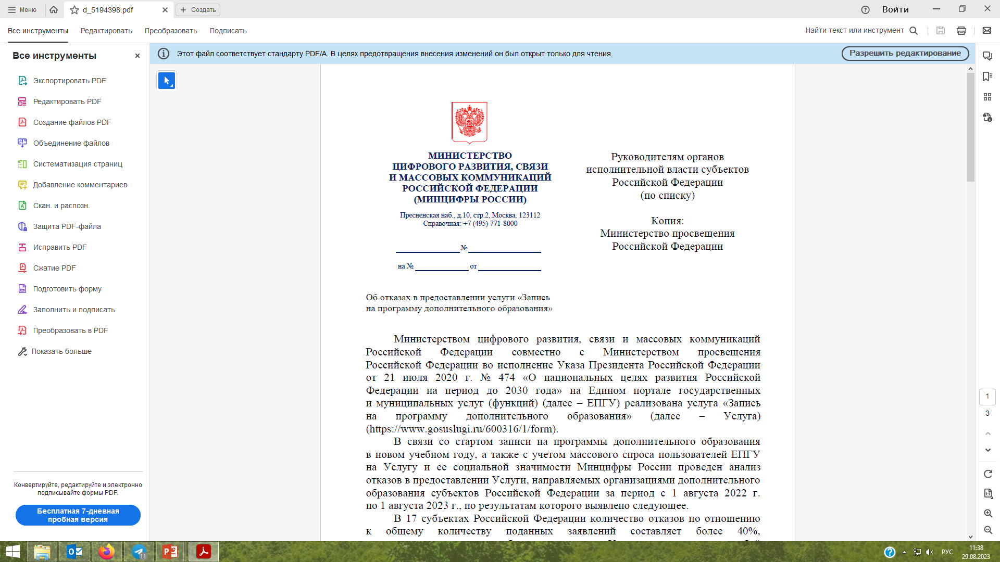 Меню
d_5194398.pdf
Создать
Войти
Все инструменты
Редактировать
Преобразовать
Подписать
Найти текст или инструмент
Все инструменты
Этот файл соответствует стандарту PDF/A. В целях предотвращения внесения изменений он был открыт только для чтения.
Разрешить редактирование
Экспортировать PDF
Редактировать PDF
Создание файлов PDF
Объединение файлов
Систематизация страниц
Добавление комментариев
Скан. и распозн.
Защита PDF-файла
Исправить PDF
Сжатие PDF
Подготовить форму
Заполнить и подписать
Преобразовать в PDF
Показать больше
Конвертируйте, редактируйте и электронно
подписывайте формы PDF.
Бесплатная 7-дневная
пробная версия
МИНИСТЕРСТВО
ЦИФРОВОГО РАЗВИТИЯ, СВЯЗИ
И МАССОВЫХ КОММУНИКАЦИЙ
РОССИЙСКОЙ ФЕДЕРАЦИИ
(МИНЦИФРЫ РОССИИ)
Пресненская наб., д.10, стр.2, Москва, 123112
Справочная: +7 (495) 771-8000
№
на № от
Руководителям органов
исполнительной власти субъектов
Российской Федерации
(по списку)
Копия:
Министерство просвещения
Российской Федерации
Об отказах в предоставлении услуги «Запись
на программу дополнительного образования»
Министерством цифрового развития, связи и массовых коммуникаций
Российской Федерации совместно с Министерством просвещения
Российской Федерации во исполнение Указа Президента Российской Федерации
от 21 июля 2020 г. № 474 «О национальных целях развития Российской
Федерации на период до 2030 года» на Едином портале государственных
и муниципальных услуг (функций) (далее – ЕПГУ) реализована услуга «Запись
на программу дополнительного образования» (далее – Услуга)
(https://www.gosuslugi.ru/600316/1/form).
В связи со стартом записи на программы дополнительного образования
в новом учебном году, а также с учетом массового спроса пользователей ЕПГУ
на Услугу и ее социальной значимости Минцифры России проведен анализ
отказов в предоставлении Услуги, направляемых организациями дополнительного
образования субъектов Российской Федерации за период с 1 августа 2022 г.
по 1 августа 2023 г., по результатам которого выявлено следующее.
В 17 субъектах Российской Федерации количество отказов по отношению
к общему количеству поданных заявлений составляет более 40%,
1
3
1:1
11
РУС
11:38
29.08.2023